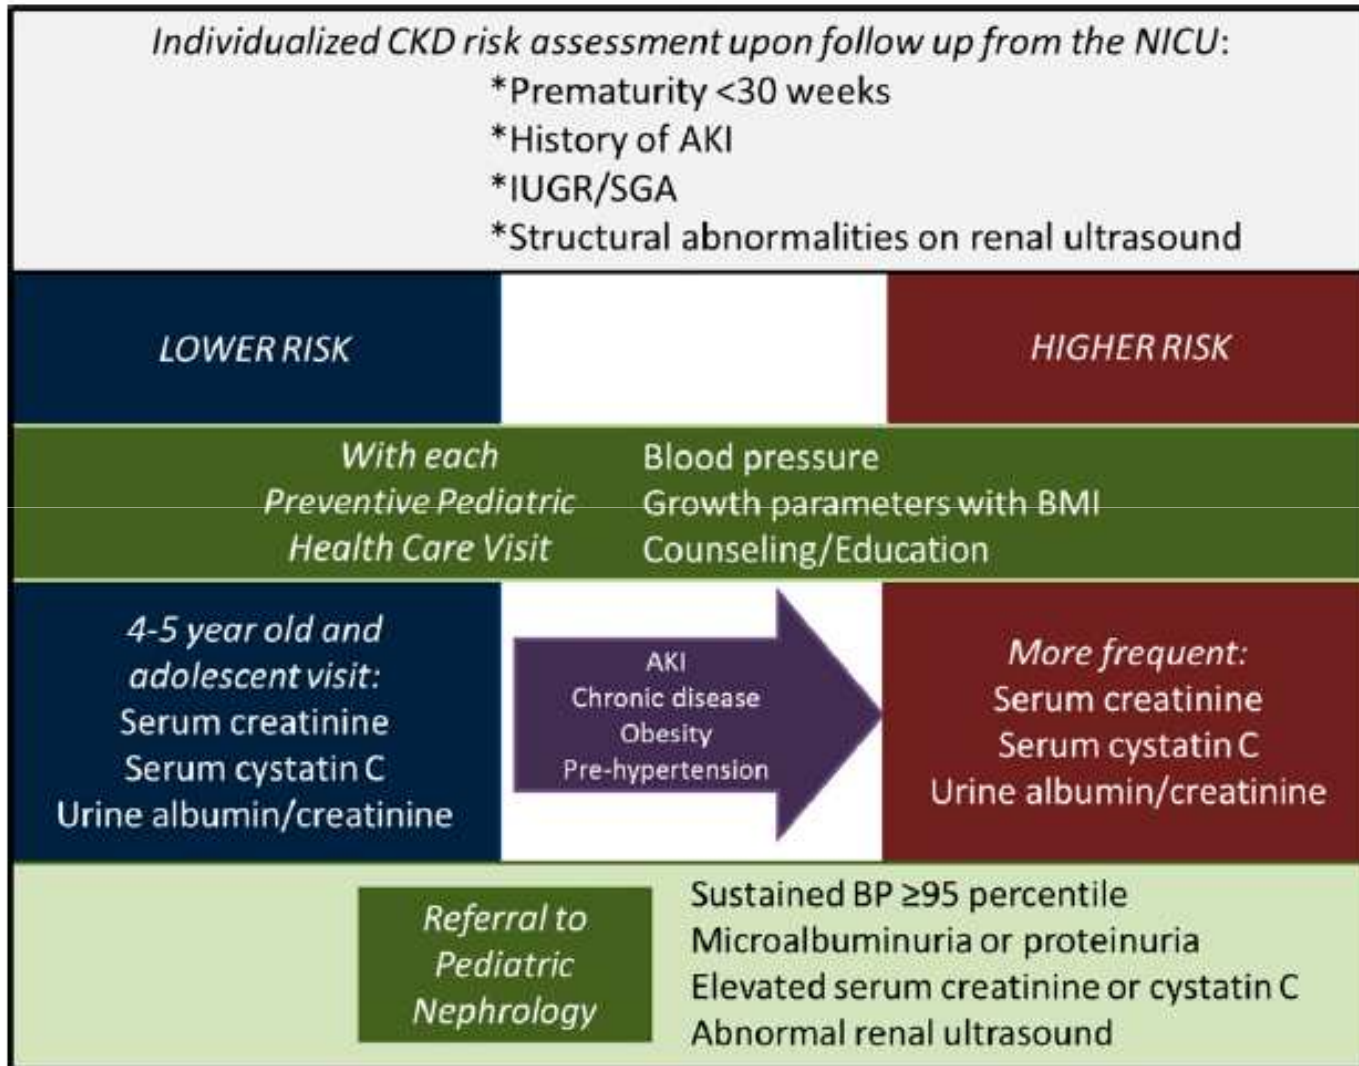 Individualized CKD risk assessment upon follow up from the NICU:
*Prematurity <30 weeks
*History of AKI
*IUGR/SGA
*Structural abnormalities on renal ultrasound
LOWER RISK
HIGHER RISK
With each
Preventive Pediatric
Health Care Visit
Blood pressure
Growth parameters with BMI
Counseling/Education
4-5 year old and
adolescent visit:
Serum creatinine
Serum cystatin C
Urine albumin/creatinine
AKI
Chronic disease
Obesity
Pre-hypertension
More frequent:
Serum creatinine
Serum cystatin C
Urine albumin/creatinine
Referral to
Pediatric
Nephrology
Sustained BP ≥95 percentile
Microalbuminuria or proteinuria
Elevated serum creatinine or cystatin C
Abnormal renal ultrasound